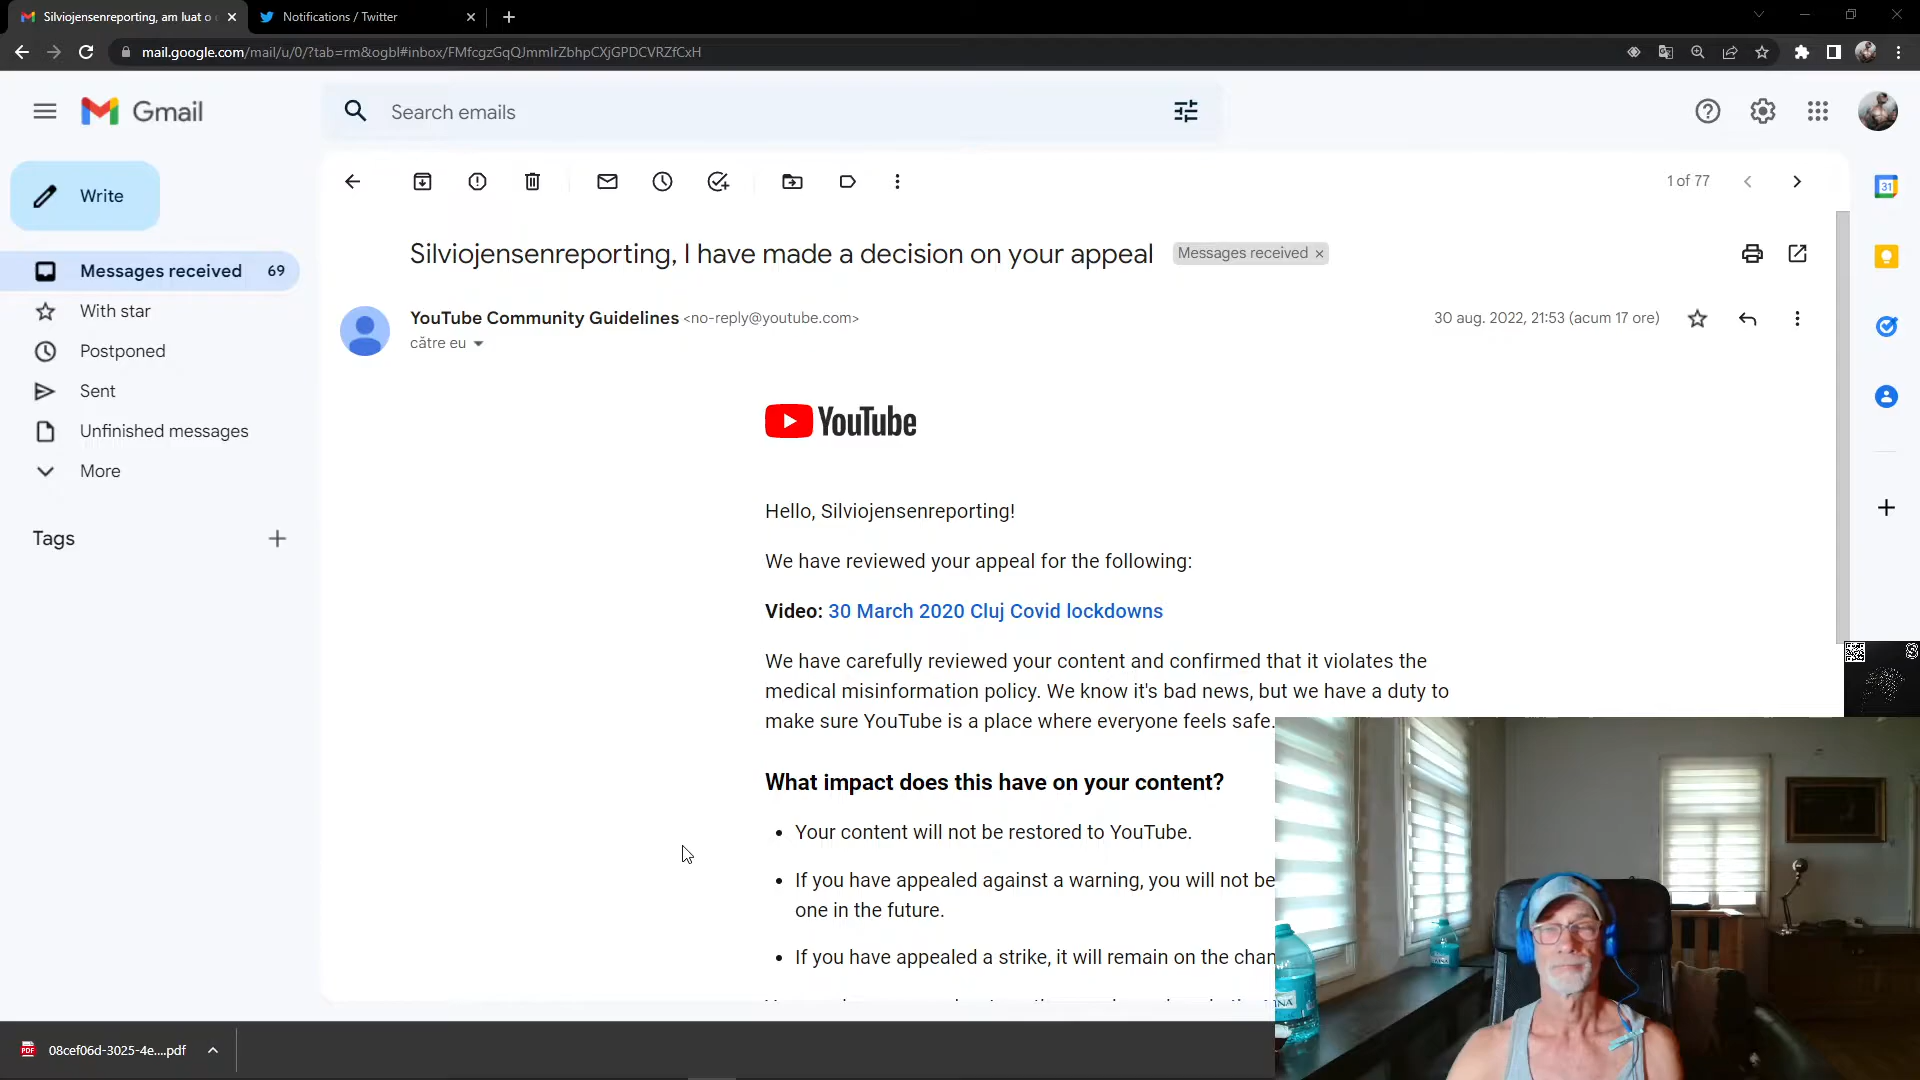 Silviojensenreporting, am luat o
Notifications / Twitter
mail.google.com/mail/u/0/?tab=rm&ogbl#inbox/FMfcgzGqQJmmIrZbhpCXjGPDCVRZfCxH
Gmail
Search emails
Write
1 of 77
31
Silviojensenreporting, I have made a decision on your appeal
Messages received ×
Messages received 69
With star
YouTube Community Guidelines <no-reply@youtube.com>
30 aug. 2022, 21:53 (acum 17 ore)
către eu
Postponed
Sent
Unfinished messages
More
Tags
YouTube
Hello, Silviojensenreporting!
We have reviewed your appeal for the following:
Video: 30 March 2020 Cluj Covid lockdowns
We have carefully reviewed your content and confirmed that it violates the
medical misinformation policy. We know it's bad news, but we have a duty to
make sure YouTube is a place where everyone feels safe.
What impact does this have on your content?
• Your content will not be restored to YouTube.
• If you have appealed against a warning, you will not be
one in the future.
• If you have appealed a strike, it will remain on the chan
PDF
08cef06d-3025-4e....pdf